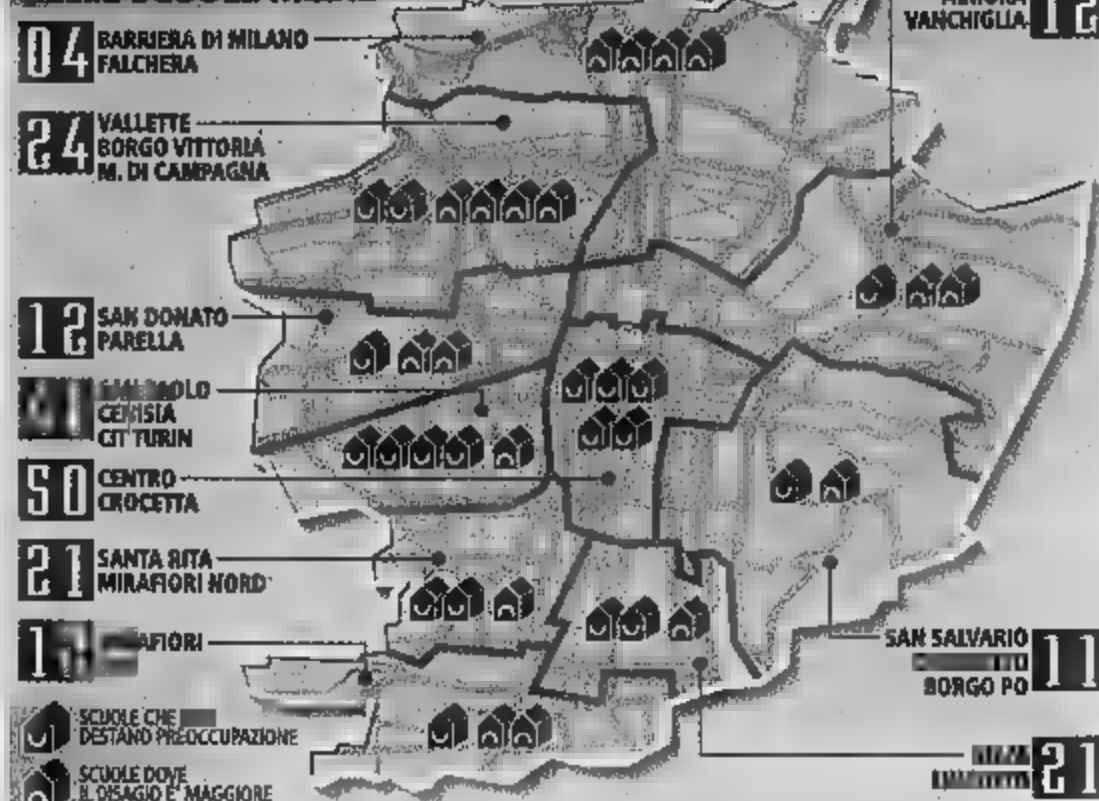 VANCHIGLIA 12
04 BARRIERA DI MILANO
FALCHERA
24 VALLETTE
BORGO VITTORIA
M. DI CAMPAGNA
12 SAN DONATO
PARELLA
CENISIA
CIT TURIN
50 CENTRO
CROCETTA
21 SANTA RITA
MIRAFIORI NORD
SAN SALVARIO 11
BORGO PO
21
SCUOLE CHE
DESTANO PREOCCUPAZIONE
SCUOLE DOVE
IL DISAGIO E' MAGGIORE